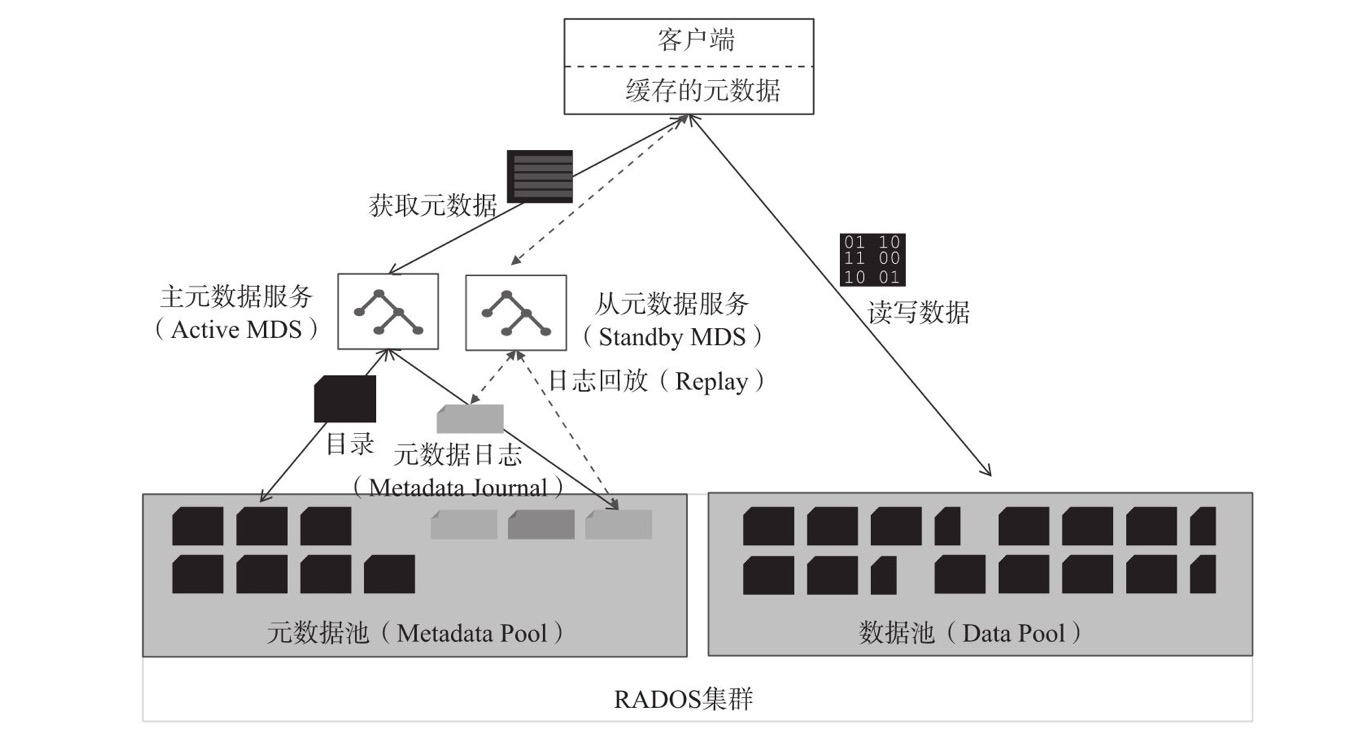 客户端
缓存的元数据
获取元数据
01 10
11 00
10 01
读写数据
主元数据服务
（Active MDS）
从元数据服务
（Standby MDS）
日志回放（Replay）
目录
元数据日志
（Metadata Journal）
元数据池（Metadata Pool）
数据池（Data Pool）
RADOS集群